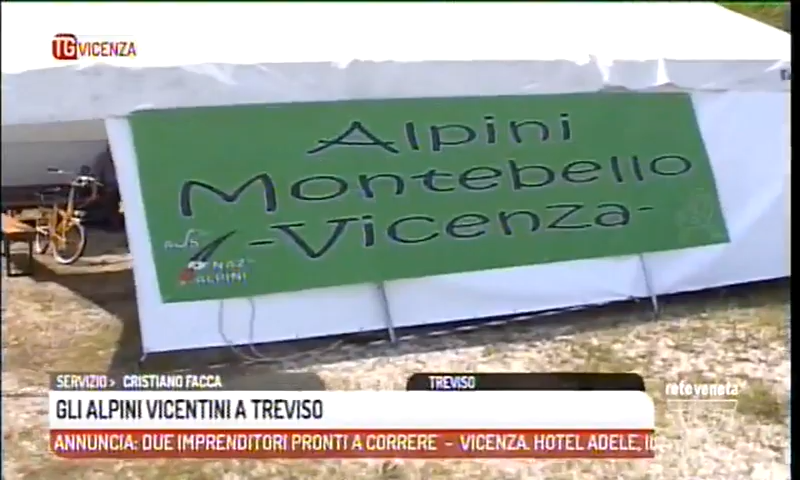 TG VICENZA
Alpini
Montebello
-Vicenza-
NAZ.
ALPINI
SERVIZIO> CRISTIANO FACCA
TREVISO
reteveneta
GLI ALPINI VICENTINI A TREVISO
ANNUNCIA: DUE IMPRENDITORI PRONTI A CORRERE - VICENZA. HOTEL ADELE,